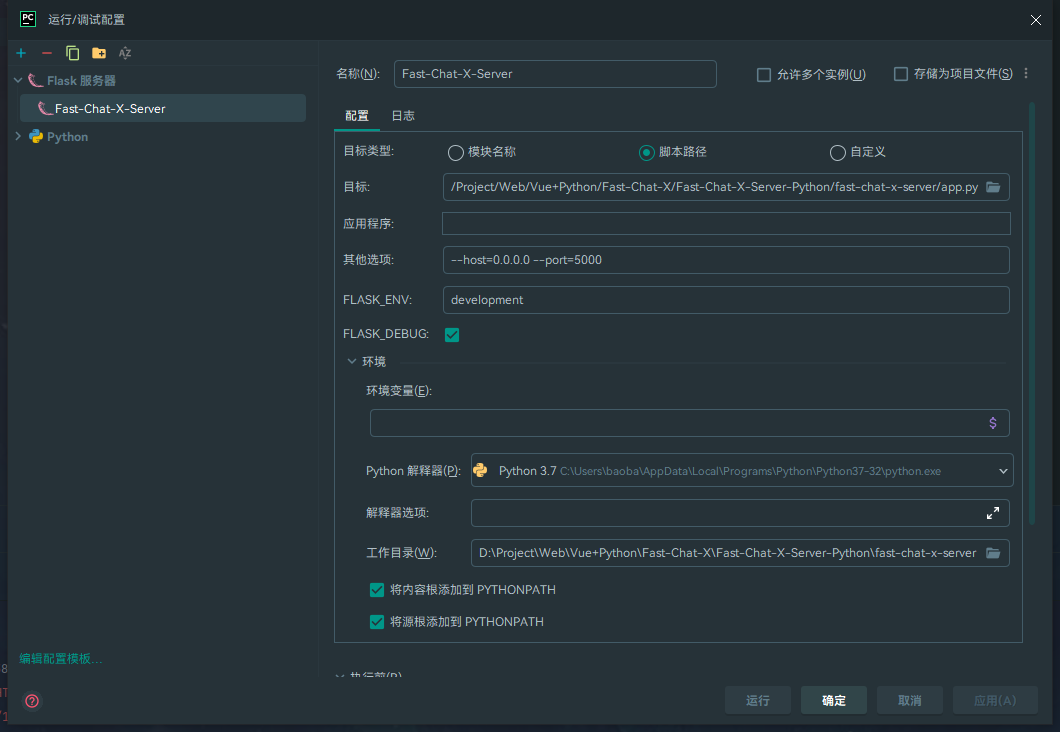 PC 运行/调试配置
Flask 服务器
Fast-Chat-X-Server
Python
名称(N): Fast-Chat-X-Server 允许多个实例(U) 存储为项目文件(S)
配置 日志
目标类型: 模块名称 脚本路径 自定义
目标: /Project/Web/Vue+Python/Fast-Chat-X/Fast-Chat-X-Server-Python/fast-chat-x-server/app.py
应用程序:
其他选项: --host=0.0.0.0 --port=5000
FLASK_ENV: development
FLASK_DEBUG:
环境
环境变量(E):
$
Python 解释器(P): Python 3.7 C:\Users\baoba\AppData\Local\Programs\Python\Python37-32\python.exe
解释器选项:
工作目录(W): D:\Project\Web\Vue+Python\Fast-Chat-X\Fast-Chat-X-Server-Python\fast-chat-x-server
将内容根添加到 PYTHONPATH
将源根添加到 PYTHONPATH
编辑配置模板...
执行前(B)
? 运行 确定 取消 应用(A)